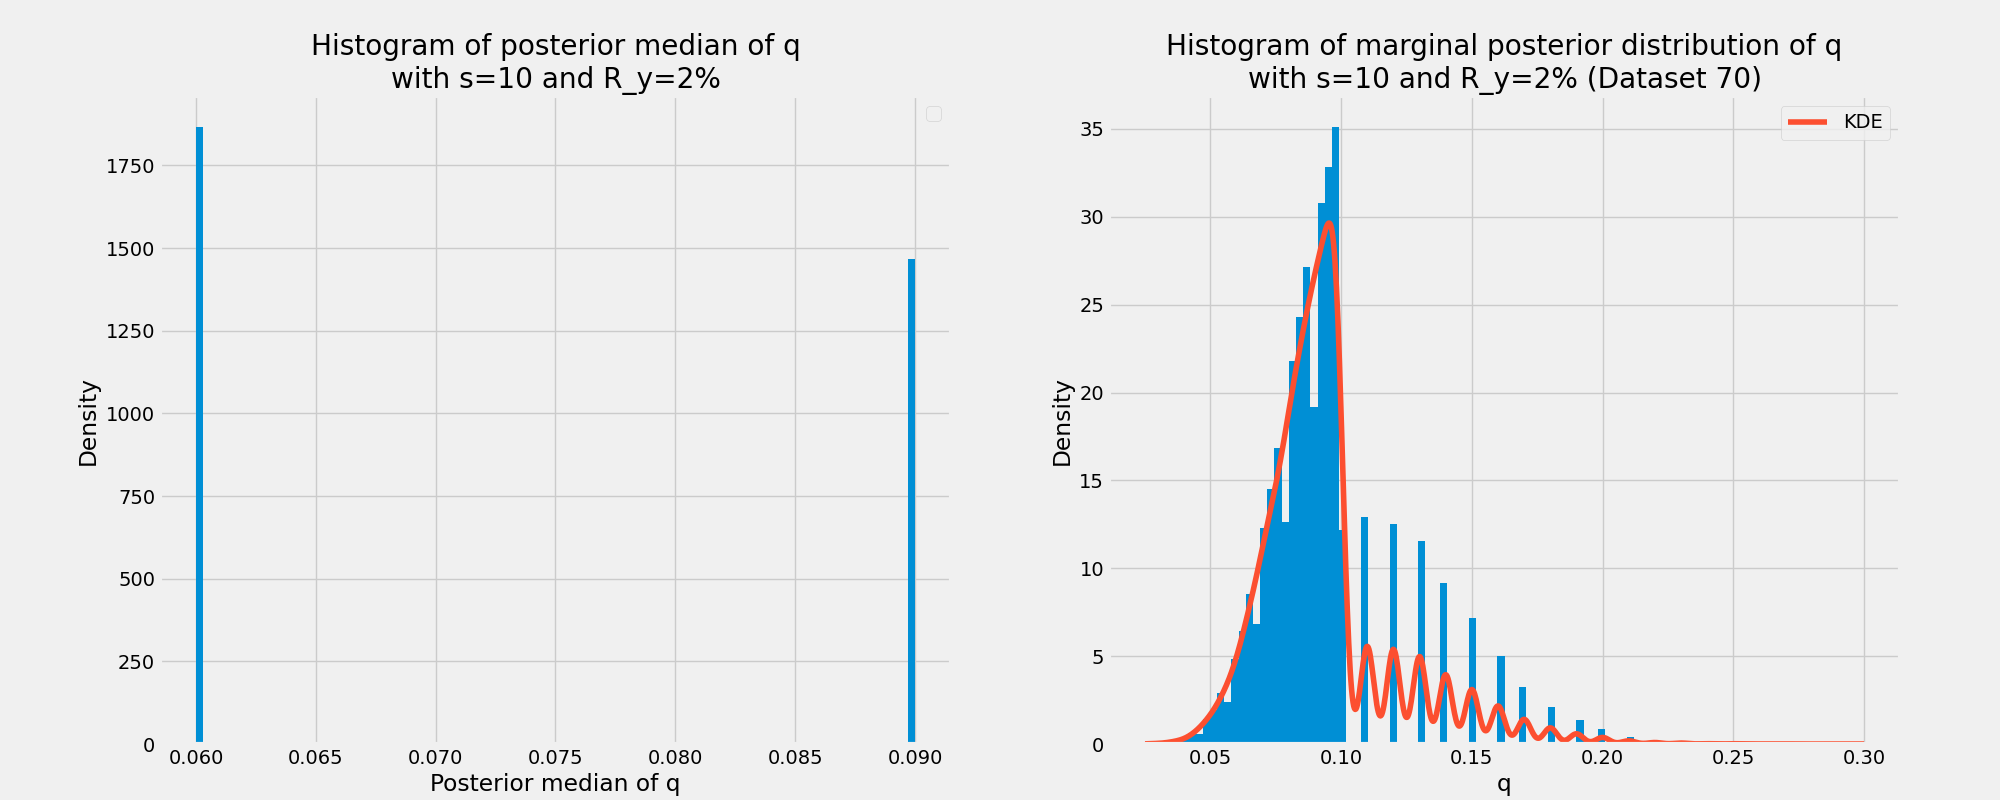 Histogram of posterior median of q
with s=10 and R_y=2%
Density
1750
1500
1250
1000
750
500
250
0
0.060 0.065 0.070 0.075 0.080 0.085 0.090
Posterior median of q
Histogram of marginal posterior distribution of q
with s=10 and R_y=2% (Dataset 70)
KDE
Density
35
30
25
20
15
10
5
0
0.05 0.10 0.15 0.20 0.25 0.30
q